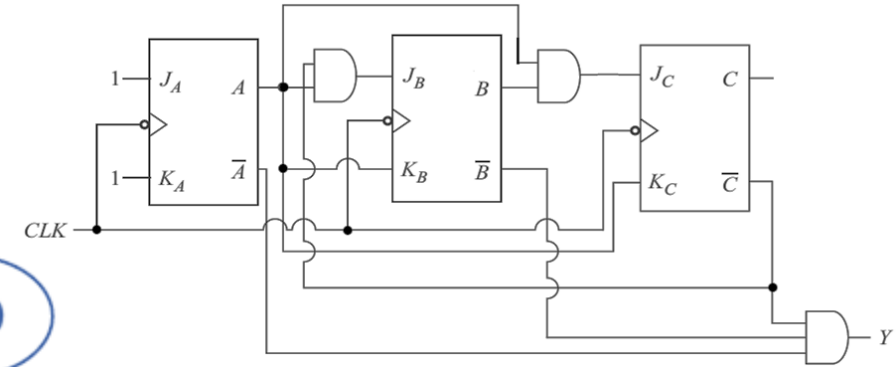 1 J_A A J_B B J_C C
1 K_A A̅ K_B B̅ K_C C̅
CLK
Y